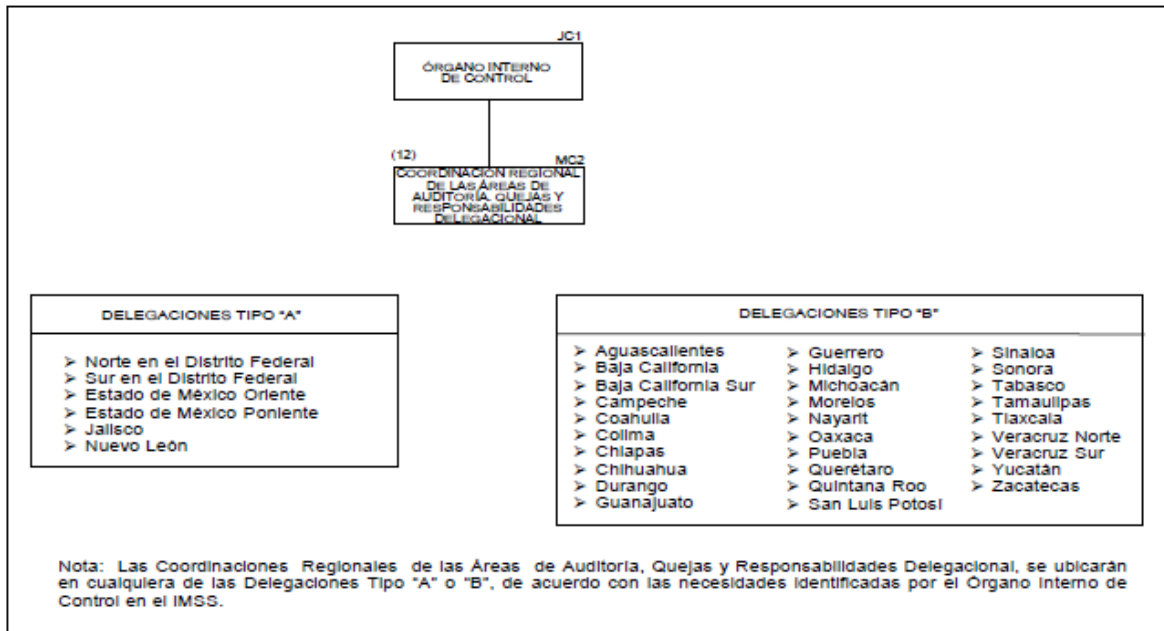 JC1
ÓRGANO INTERNO
DE CONTROL
(12)
MC2
COORDINACIÓN REGIONAL
DE LAS ÁREAS DE
AUDITORÍA, QUEJAS Y
RESPONSABILIDADES
DELEGACIONAL
DELEGACIONES TIPO "A"
➢ Norte en el Distrito Federal
➢ Sur en el Distrito Federal
➢ Estado de México Oriente
➢ Estado de México Poniente
➢ Jalisco
➢ Nuevo León
DELEGACIONES TIPO "B"
➢ Aguascalientes
➢ Baja California
➢ Baja California Sur
➢ Campeche
➢ Coahuila
➢ Colima
➢ Chiapas
➢ Chihuahua
➢ Durango
➢ Guanajuato
➢ Guerrero
➢ Hidalgo
➢ Michoacán
➢ Morelos
➢ Nayarit
➢ Oaxaca
➢ Puebla
➢ Querétaro
➢ Quintana Roo
➢ San Luis Potosí
➢ Sinaloa
➢ Sonora
➢ Tabasco
➢ Tamaulipas
➢ Tlaxcala
➢ Veracruz Norte
➢ Veracruz Sur
➢ Yucatán
➢ Zacatecas
Nota: Las Coordinaciones Regionales de las Áreas de Auditoría, Quejas y Responsabilidades Delegacional, se ubicarán
en cualquiera de las Delegaciones Tipo "A" o "B", de acuerdo con las necesidades identificadas por el Órgano Interno de
Control en el IMSS.